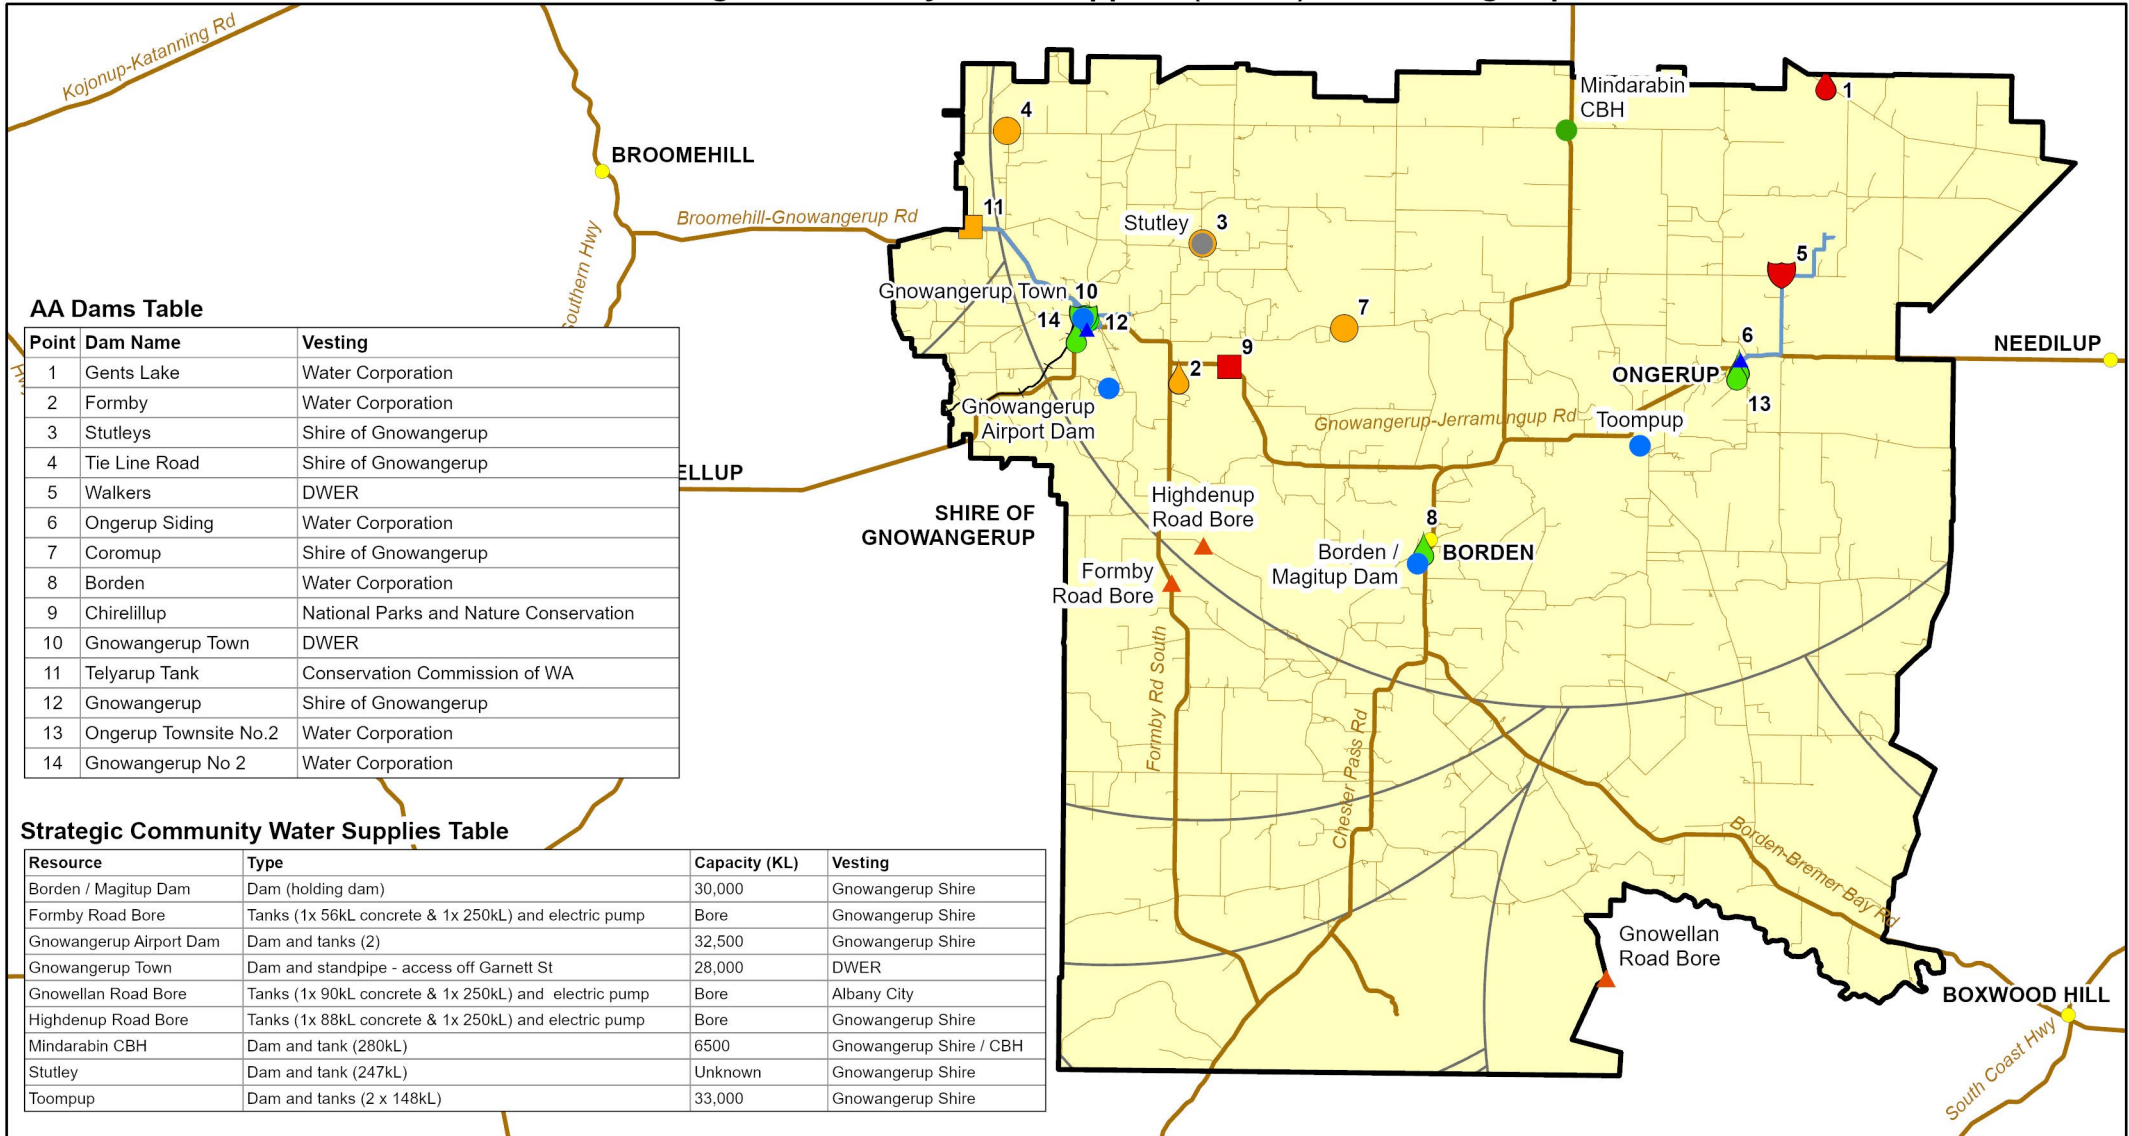 Kojonup-Katanning Rd
BROOMEHILL
Broomehill-Gnowangerup Rd
Southern Hwy
Mindarabin
CBH
1
4
11
Stutley
3
5
Gnowangerup Town
10
14
12
7
6
NEEDILUP
2
9
ONGERUP
13
Gnowangerup
Airport Dam
Gnowangerup-Jerramungup Rd
Toompup
ELLUP
SHIRE OF
GNOWANGERUP
Highdenup
Road Bore
8
BORDEN
Borden /
Magitup Dam
Formby
Road Bore
Formby Rd South
Chester Pass Rd
Borden-Bremer Bay Rd
Gnowellan
Road Bore
BOXWOOD HILL
South Coast Hwy
AA Dams Table
Point Dam Name Vesting
1 Gents Lake Water Corporation
2 Formby Water Corporation
3 Stutleys Shire of Gnowangerup
4 Tie Line Road Shire of Gnowangerup
5 Walkers DWER
6 Ongerup Siding Water Corporation
7 Coromup Shire of Gnowangerup
8 Borden Water Corporation
9 Chirelillup National Parks and Nature Conservation
10 Gnowangerup Town DWER
11 Telyarup Tank Conservation Commission of WA
12 Gnowangerup Shire of Gnowangerup
13 Ongerup Townsite No.2 Water Corporation
14 Gnowangerup No 2 Water Corporation
Strategic Community Water Supplies Table
Resource Type Capacity (KL) Vesting
Borden / Magitup Dam Dam (holding dam) 30,000 Gnowangerup Shire
Formby Road Bore Tanks (1x 56kL concrete & 1x 250kL) and electric pump Bore Gnowangerup Shire
Gnowangerup Airport Dam Dam and tanks (2) 32,500 Gnowangerup Shire
Gnowangerup Town Dam and standpipe - access off Garnett St 28,000 DWER
Gnowellan Road Bore Tanks (1x 90kL concrete & 1x 250kL) and electric pump Bore Albany City
Highdenup Road Bore Tanks (1x 88kL concrete & 1x 250kL) and electric pump Bore Gnowangerup Shire
Mindarabin CBH Dam and tank (280kL) 6500 Gnowangerup Shire / CBH
Stutley Dam and tank (247kL) Unknown Gnowangerup Shire
Toompup Dam and tanks (2 x 148kL) 33,000 Gnowangerup Shire